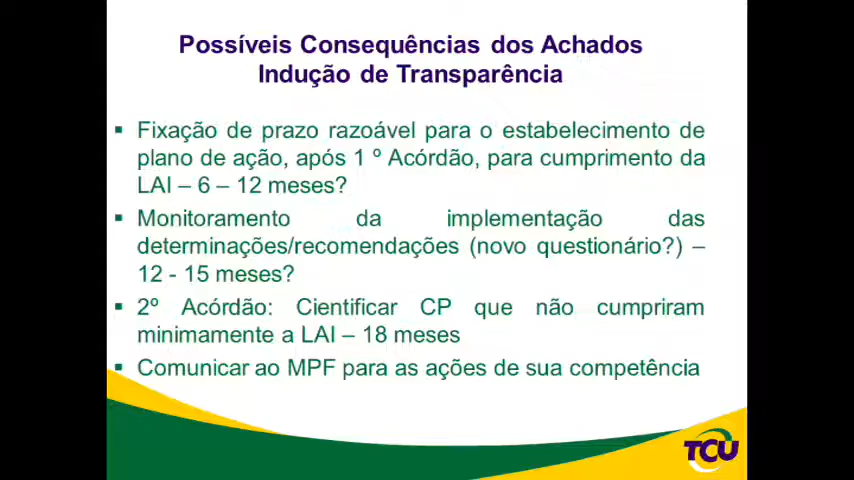 Possíveis Consequências dos Achados
Indução de Transparência
▪ Fixação de prazo razoável para o estabelecimento de
plano de ação, após 1 º Acórdão, para cumprimento da
LAI – 6 – 12 meses?
▪ Monitoramento da implementação das
determinações/recomendações (novo questionário?) –
12 - 15 meses?
▪ 2º Acórdão: Cientificar CP que não cumpriram
minimamente a LAI – 18 meses
▪ Comunicar ao MPF para as ações de sua competência
TCU